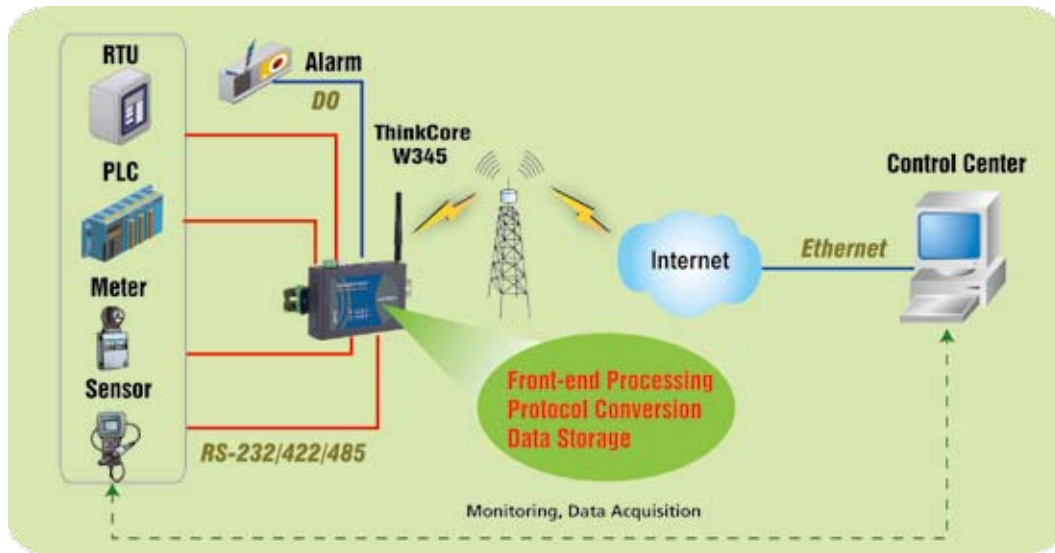 RTU
Alarm
DO
ThinkCore
W345
PLC
Control Center
Internet
Ethernet
Meter
Sensor
Front-end Processing
Protocol Conversion
Data Storage
RS-232/422/485
Monitoring, Data Acquisition